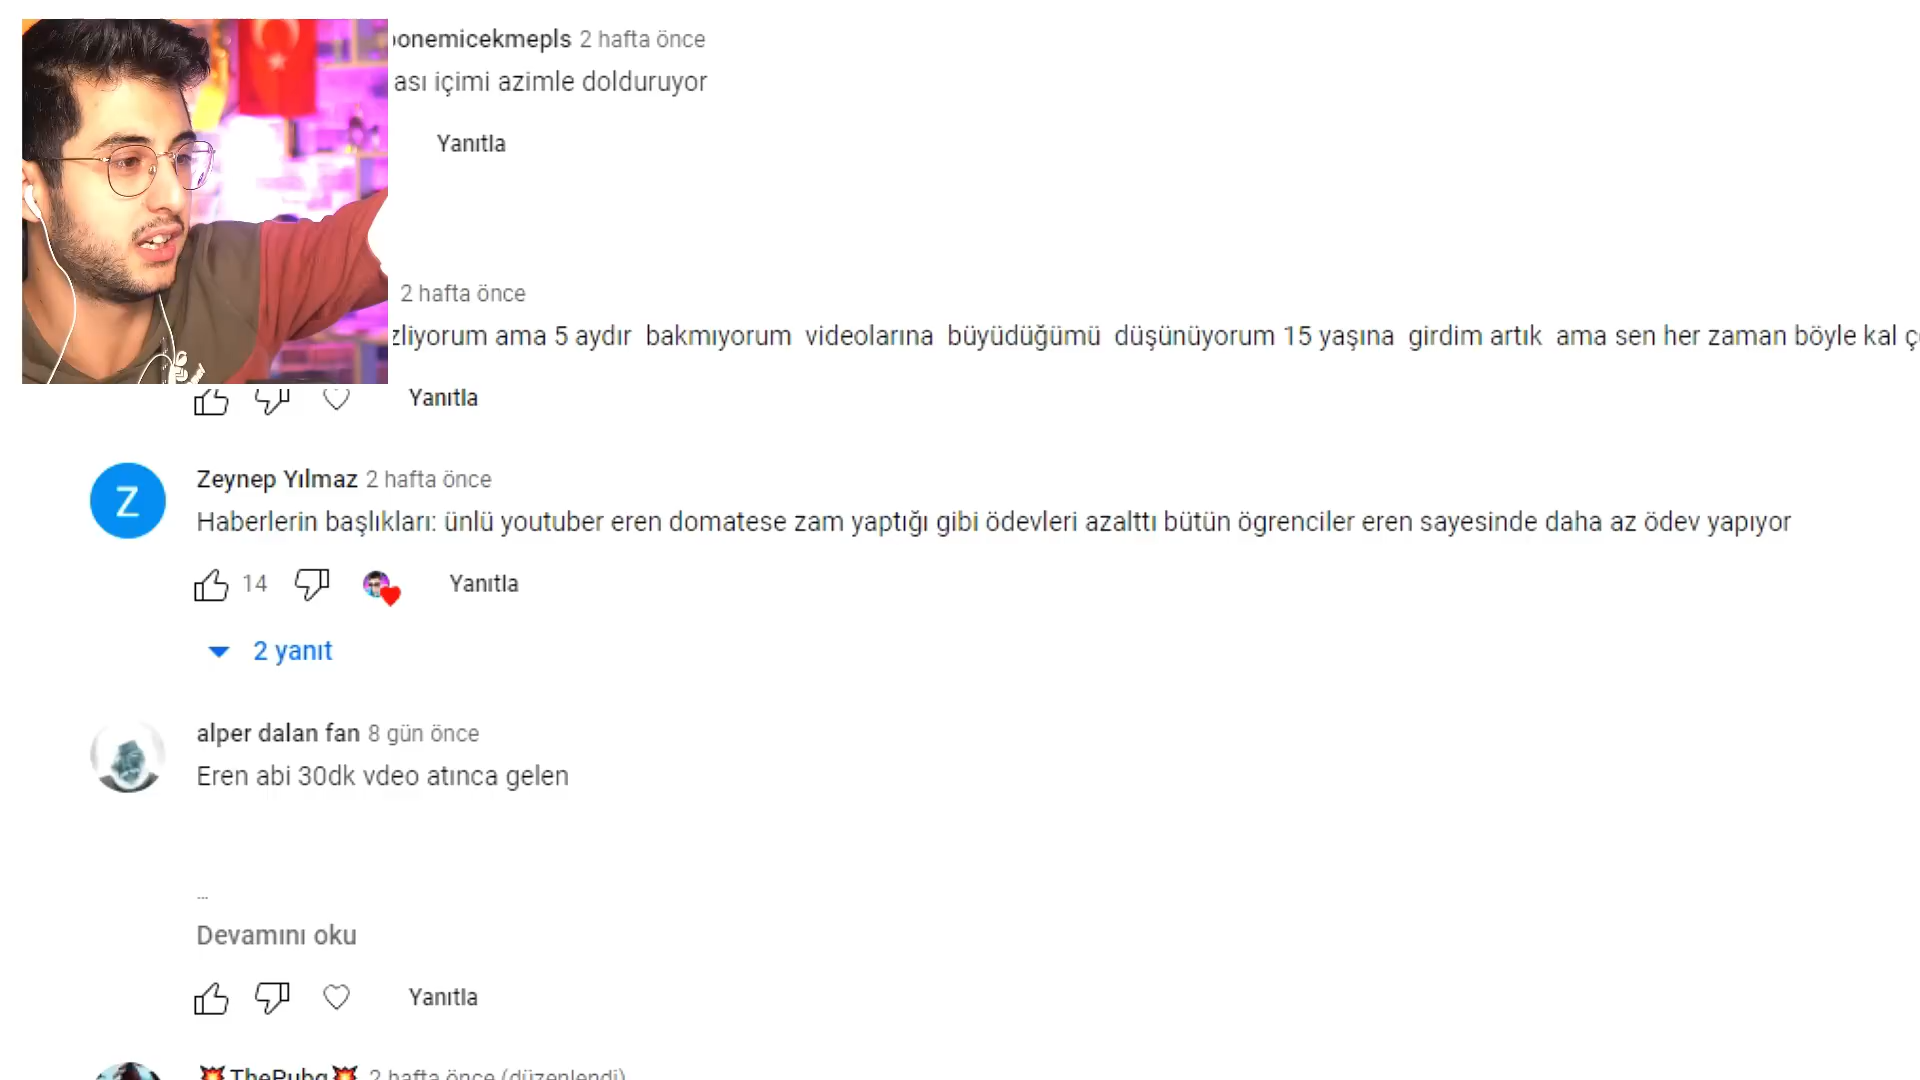 ponemicekmepls 2 hafta önce
ası içimi azimle dolduruyor
Yanıtla
2 hafta önce
zliyorum ama 5 aydır bakmıyorum videolarına büyüdüğümü düşünüyorum 15 yaşına girdim artık ama sen her zaman böyle kal
Yanıtla
Z
Zeynep Yılmaz 2 hafta önce
Haberlerin başlıkları: ünlü youtuber eren domatese zam yaptığı gibi ödevleri azalttı bütün ögrenciler eren sayesinde daha az ödev yapıyor
14 Yanıtla
2 yanıt
alper dalan fan 8 gün önce
Eren abi 30dk vdeo atınca gelen
...
Devamını oku
Yanıtla
💥ThePubg💥 2 hafta önce (düzenlendi)